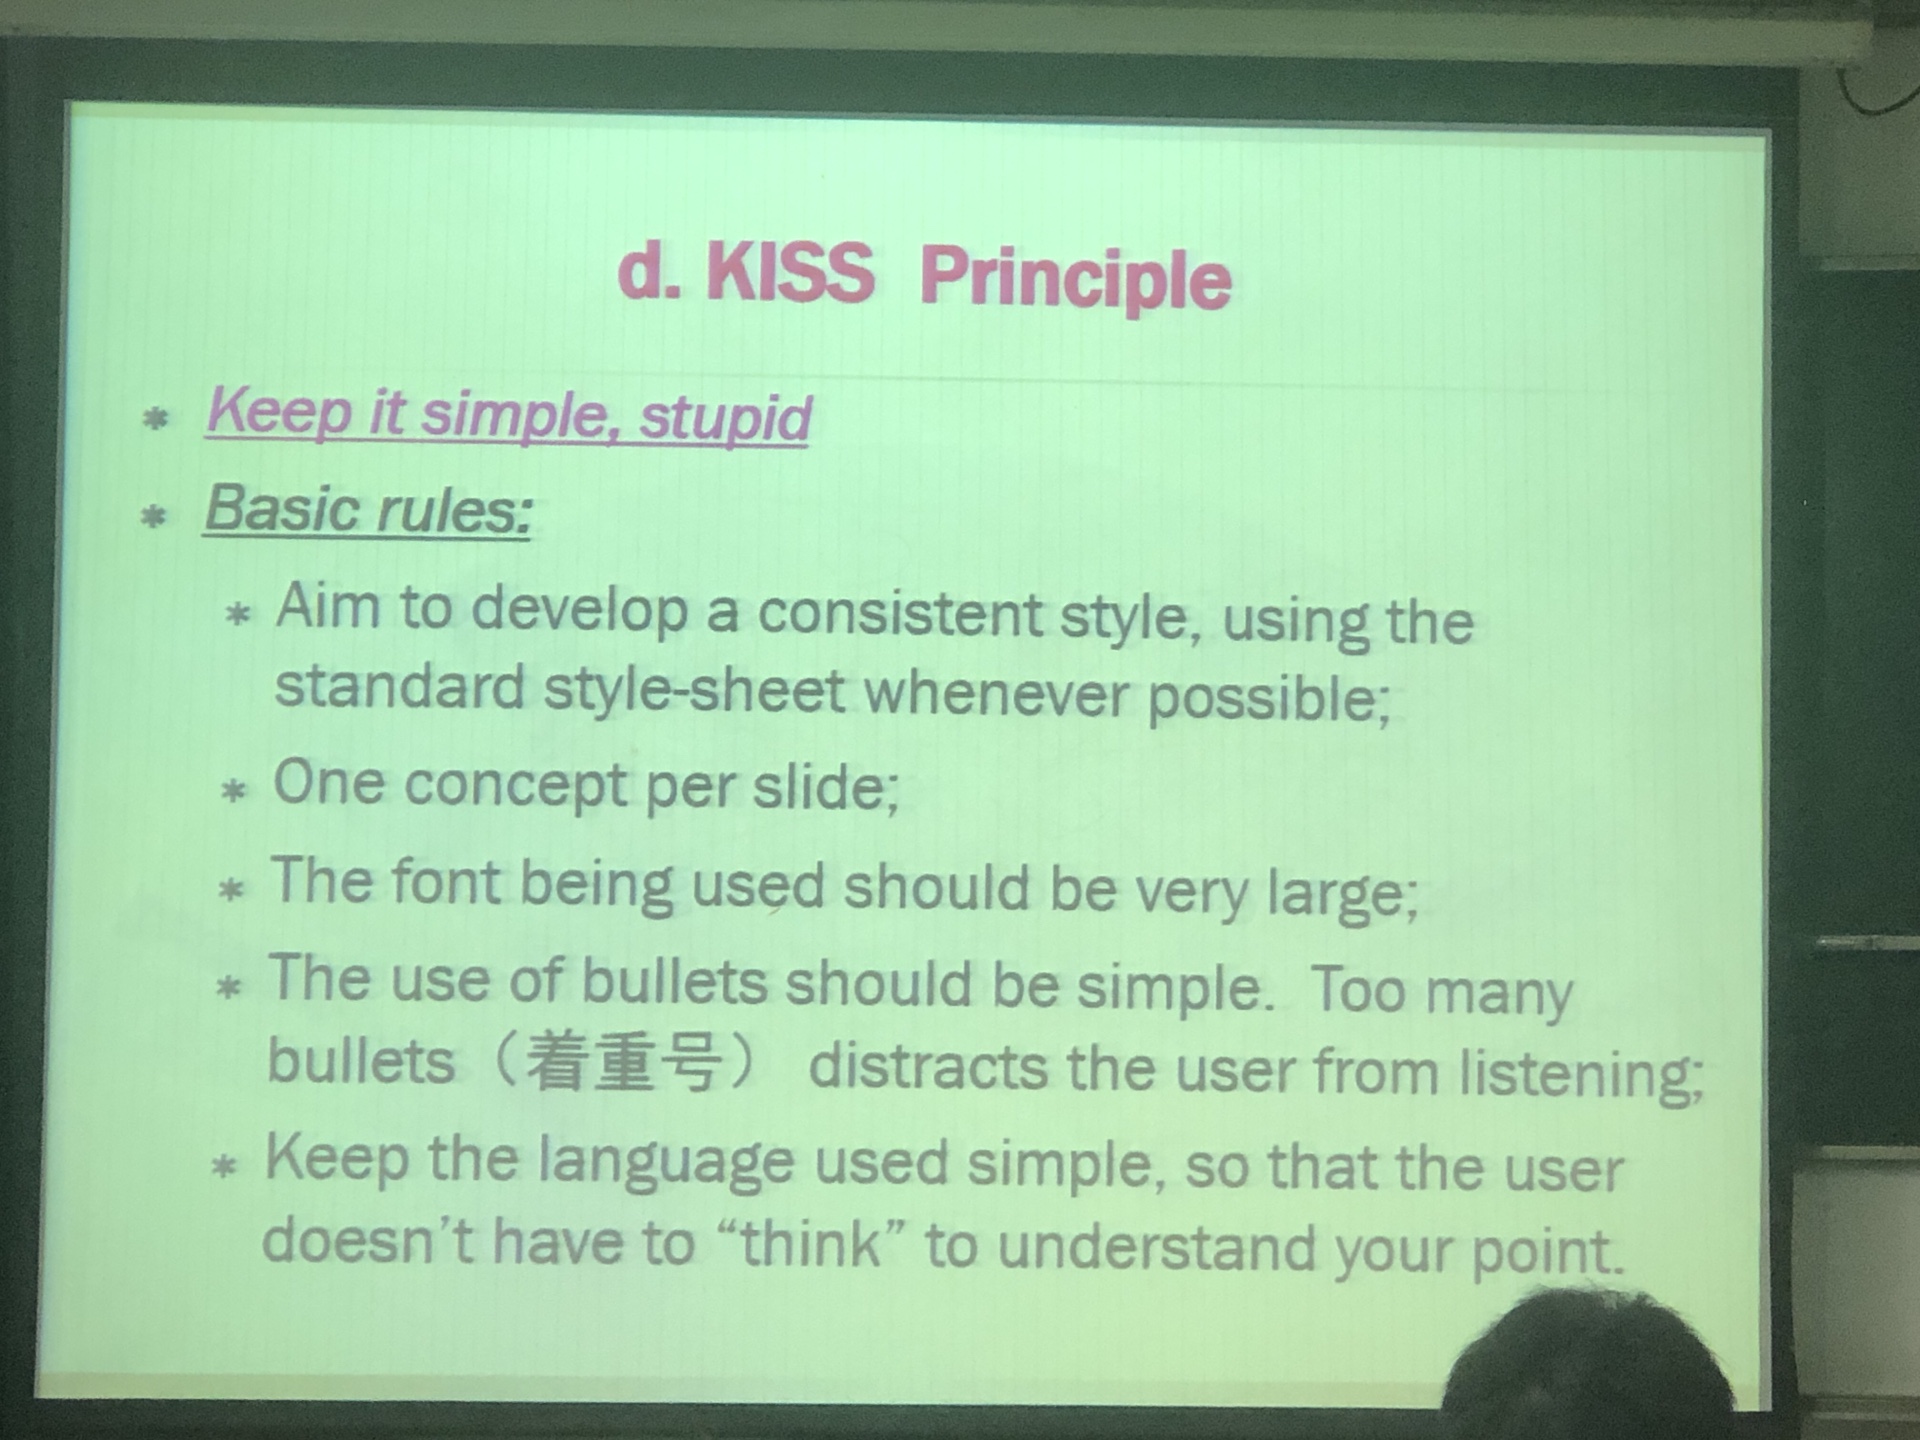 d. KISS  Principle
* Keep it simple, stupid
* Basic rules:
* Aim to develop a consistent style, using the
standard style-sheet whenever possible;
* One concept per slide;
* The font being used should be very large;
* The use of bullets should be simple.  Too many
bullets（着重号） distracts the user from listening;
* Keep the language used simple, so that the user
doesn’t have to “think” to understand your point.